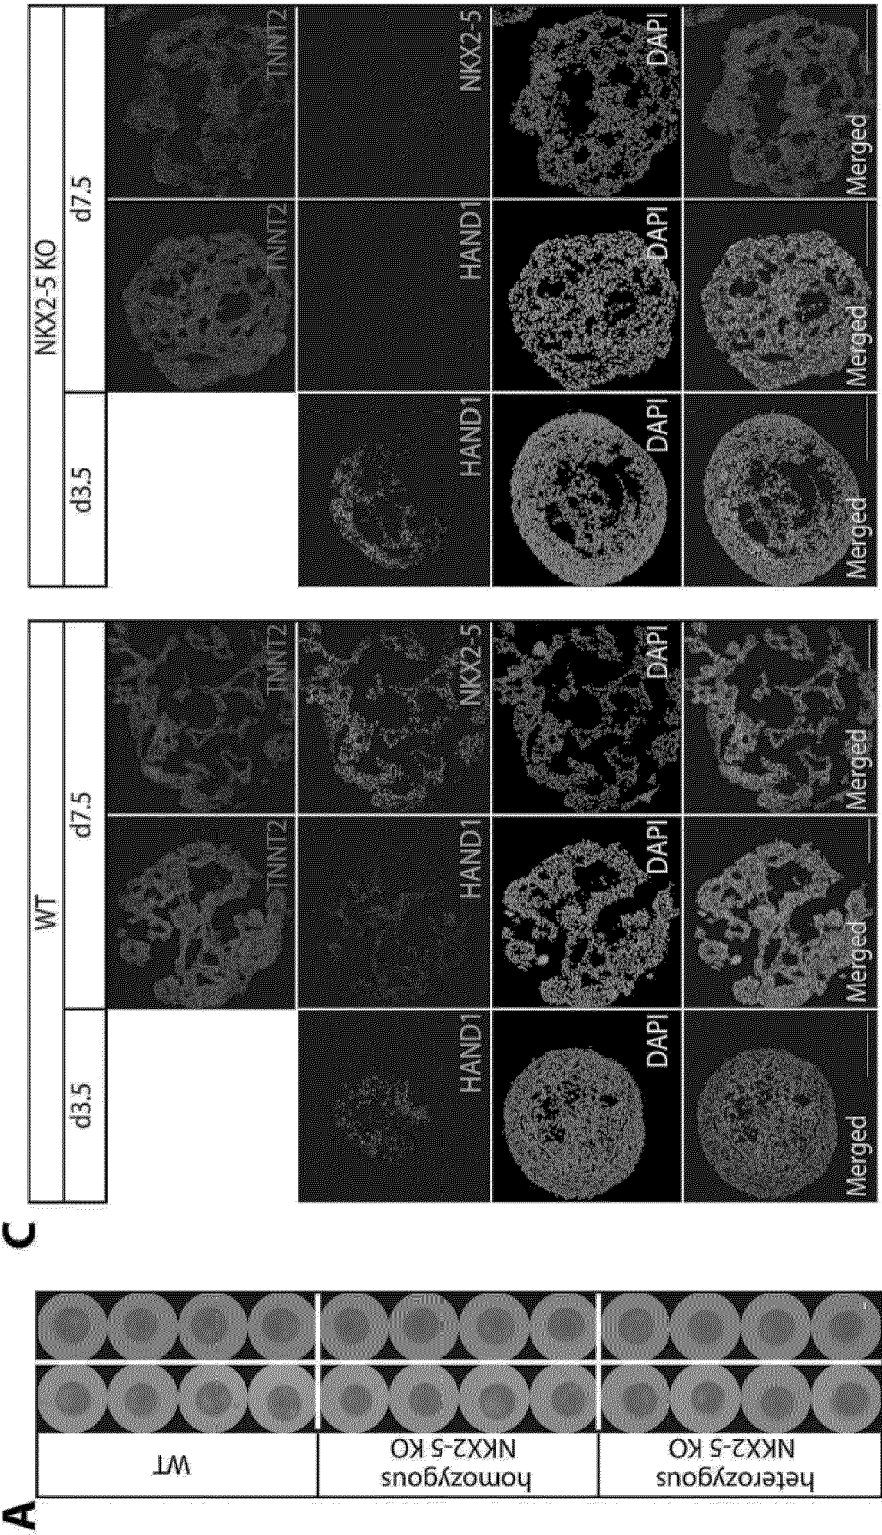 A
WT
homozygous
NKX2-5 KO
heterozygous
NKX2-5 KO
C
WT
NKX2-5 KO
d3.5
d7.5
d3.5
d7.5
TNNT2
TNNT2
TNNT2
TNNT2
HAND1
HAND1
NKX2-5
HAND1
HAND1
NKX2-5
DAPI
DAPI
DAPI
DAPI
DAPI
DAPI
Merged
Merged
Merged
Merged
Merged
Merged